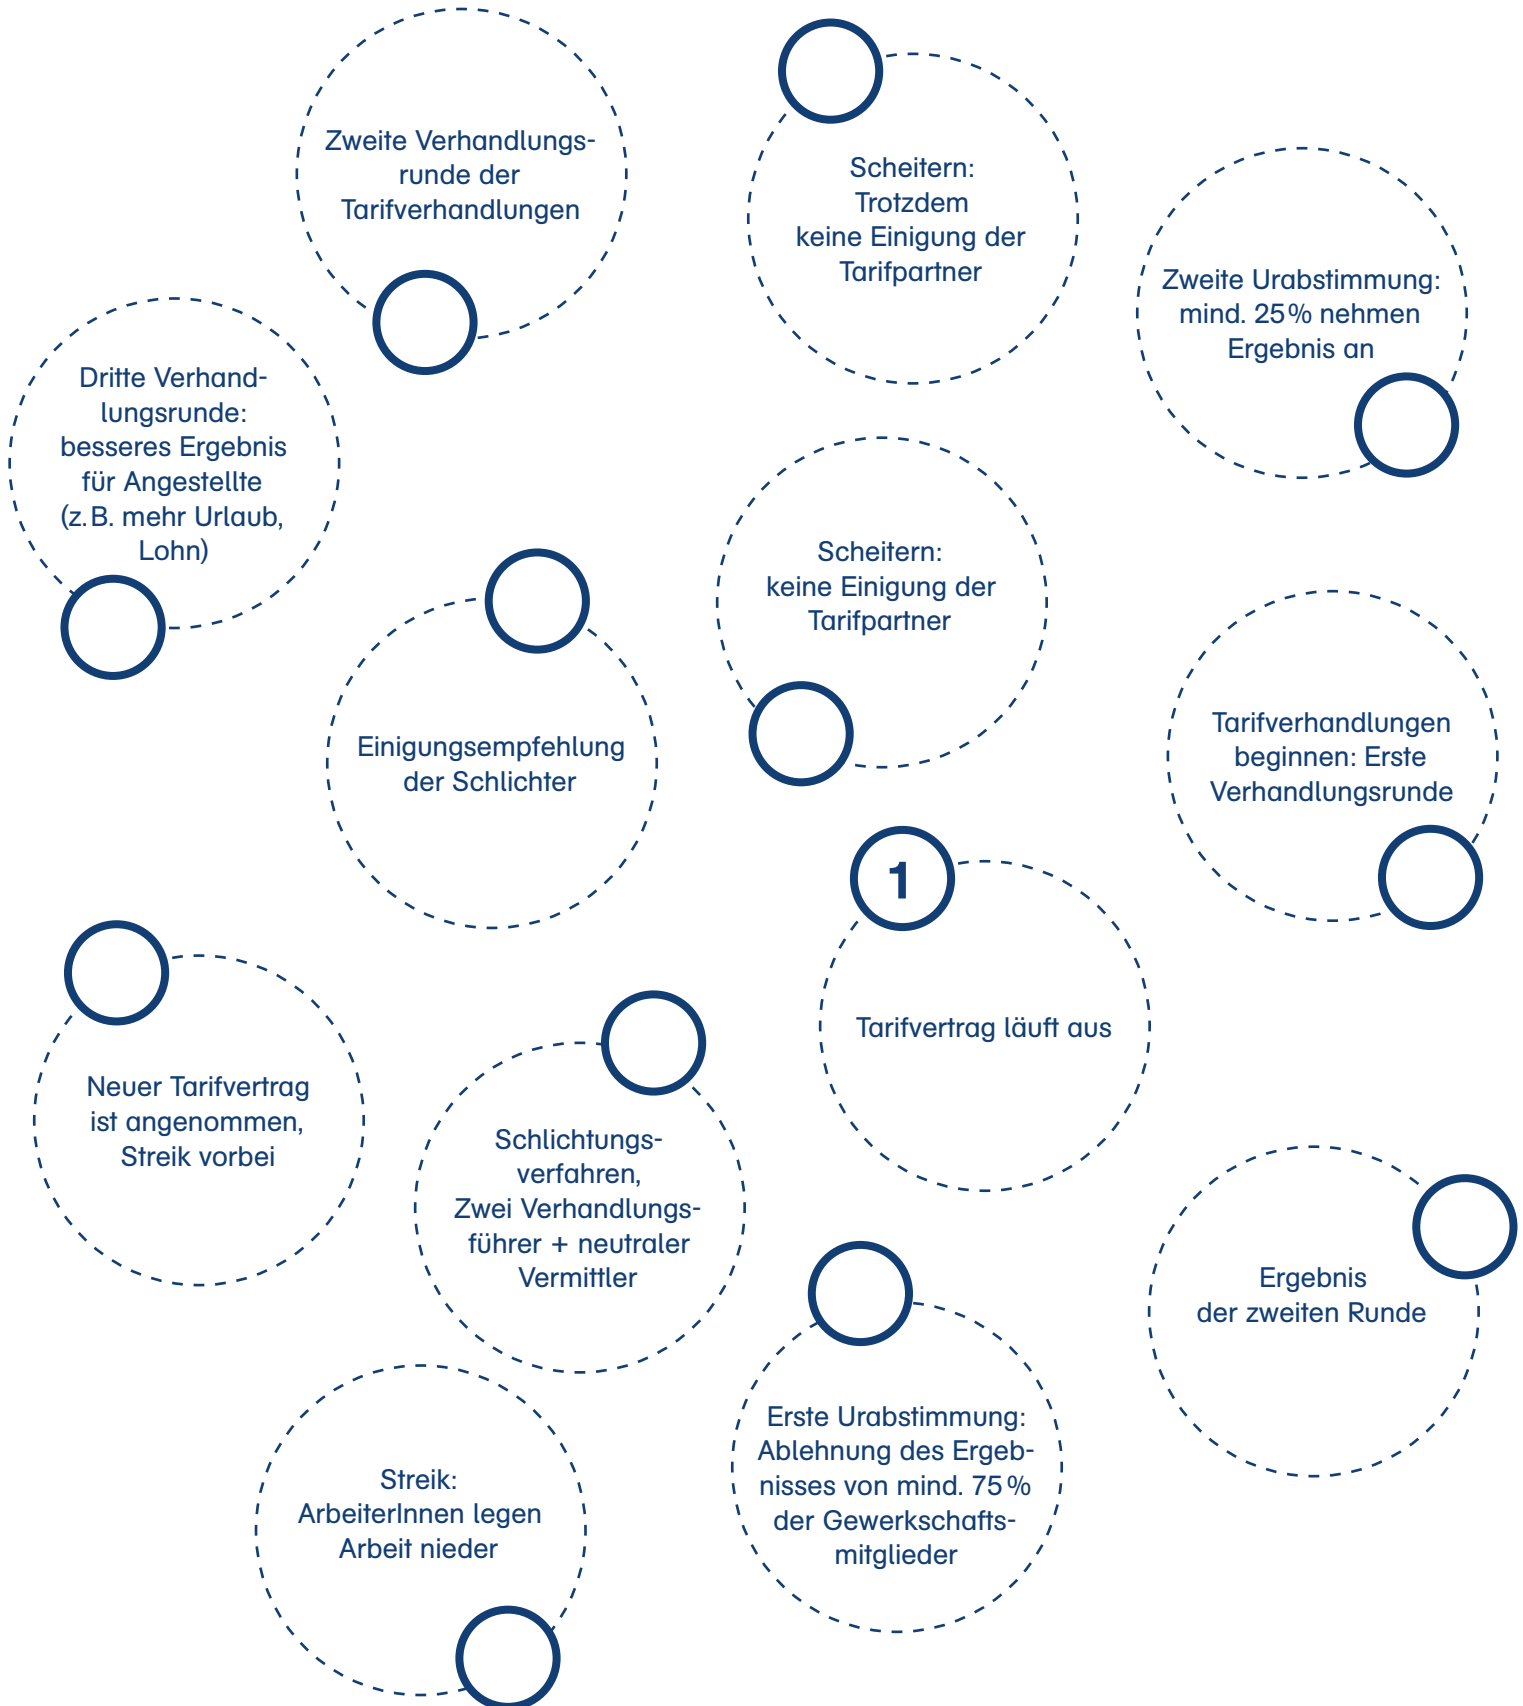 Zweite Verhandlungs-
runde der
Tarifverhandlungen
Scheitern:
Trotzdem
keine Einigung der
Tarifpartner
Zweite Urabstimmung:
mind. 25% nehmen
Ergebnis an
Dritte Verhand-
lungsrunde:
besseres Ergebnis
für Angestellte
(z.B. mehr Urlaub,
Lohn)
Scheitern:
keine Einigung der
Tarifpartner
Einigungsempfehlung
der Schlichter
Tarifverhandlungen
beginnen: Erste
Verhandlungsrunde
1
Tarifvertrag läuft aus
Neuer Tarifvertrag
ist angenommen,
Streik vorbei
Schlichtungs-
verfahren,
Zwei Verhandlungs-
führer + neutraler
Vermittler
Ergebnis
der zweiten Runde
Erste Urabstimmung:
Ablehnung des Ergeb-
nisses von mind. 75%
der Gewerkschafts-
mitglieder
Streik:
ArbeiterInnen legen
Arbeit nieder